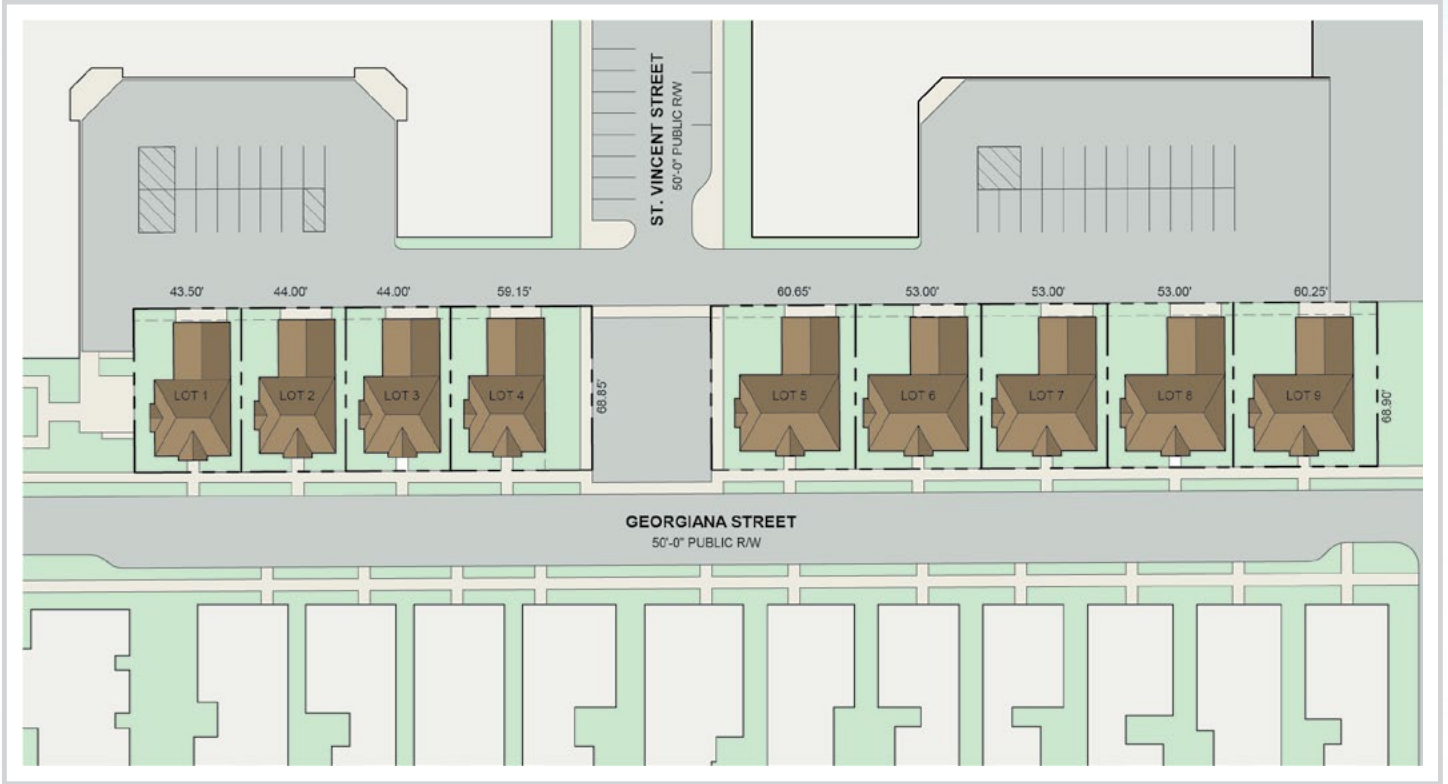 ST. VINCENT STREET
50'-0" PUBLIC R/W
43.50'
44.00'
44.00'
59.15'
60.65'
53.00'
53.00'
53.00'
60.25'
LOT 1
LOT 2
LOT 3
LOT 4
68.85'
LOT 5
LOT 6
LOT 7
LOT 8
LOT 9
68.90'
GEORGIANA STREET
50'-0" PUBLIC R/W